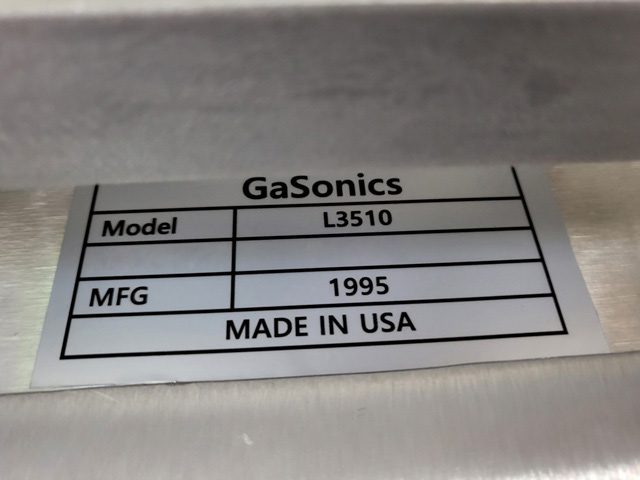 GaSonics
Model L3510
MFG 1995
MADE IN USA